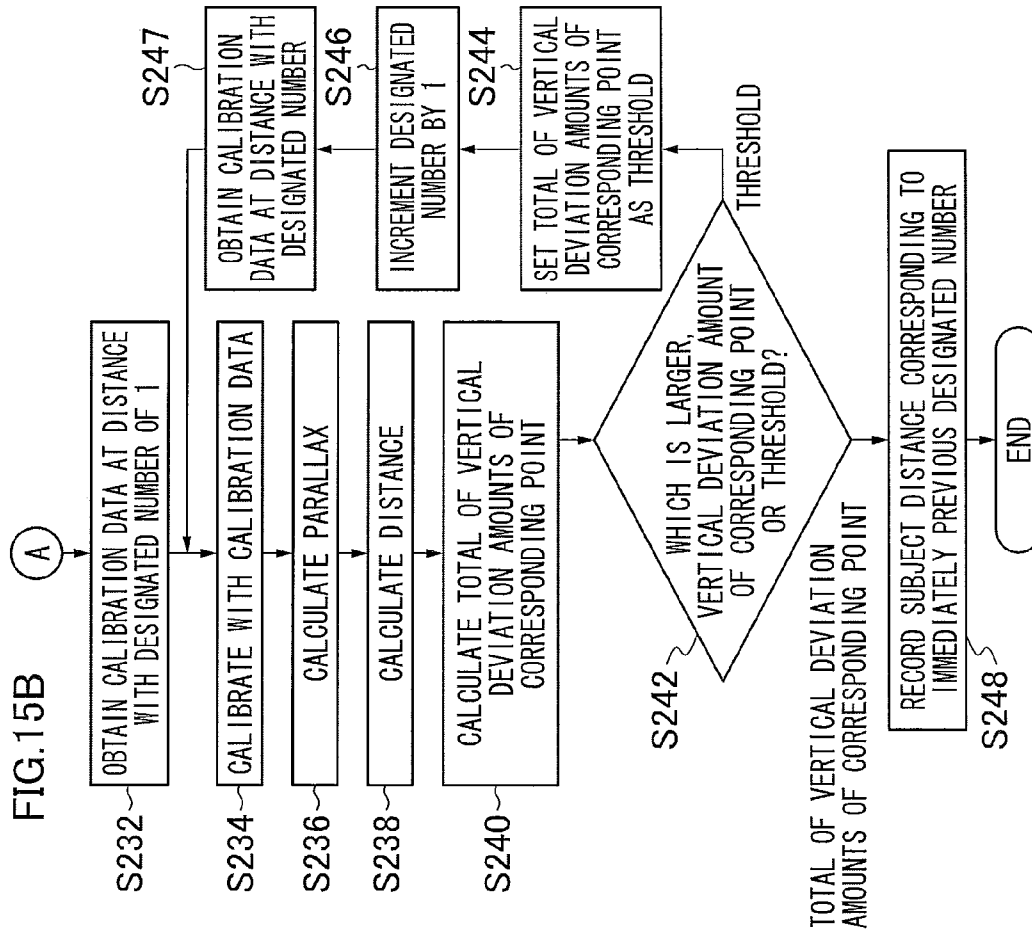 FIG.15B
A
OBTAIN CALIBRATION DATA AT DISTANCE
WITH DESIGNATED NUMBER OF 1
S232
CALIBRATE WITH CALIBRATION DATA
S234
CALCULATE PARALLAX
S236
CALCULATE DISTANCE
S238
CALCULATE TOTAL OF VERTICAL
DEVIATION AMOUNTS OF
CORRESPONDING POINT
S240
WHICH IS LARGER,
VERTICAL DEVIATION AMOUNT
OF CORRESPONDING POINT
OR THRESHOLD?
S242
THRESHOLD
SET TOTAL OF VERTICAL
DEVIATION AMOUNTS OF
CORRESPONDING POINT
AS THRESHOLD
S244
INCREMENT DESIGNATED
NUMBER BY 1
S246
OBTAIN CALIBRATION
DATA AT DISTANCE WITH
DESIGNATED NUMBER
S247
TOTAL OF VERTICAL DEVIATION
AMOUNTS OF CORRESPONDING POINT
RECORD SUBJECT DISTANCE CORRESPONDING TO
IMMEDIATELY PREVIOUS DESIGNATED NUMBER
S248
END